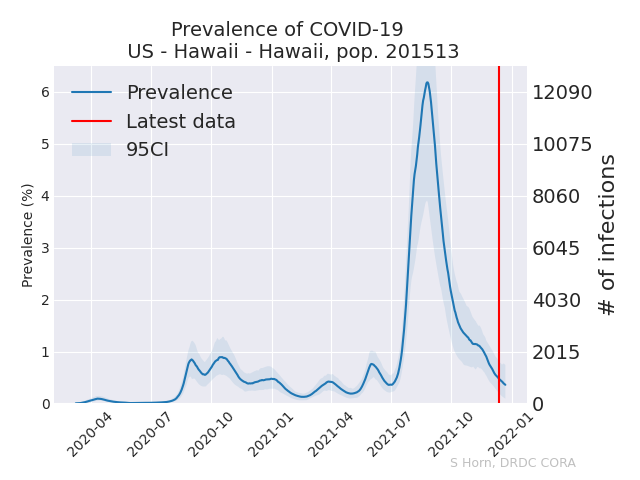 Prevalence of COVID-19
US - Hawaii - Hawaii, pop. 201513
Prevalence
Latest data
95CI
Prevalence (%)
6
5
4
3
2
1
0
12090
10075
8060
6045
4030
2015
0
# of infections
2020-04
2020-07
2020-10
2021-01
2021-04
2021-07
2021-10
2022-01
S Horn, DRDC CORA